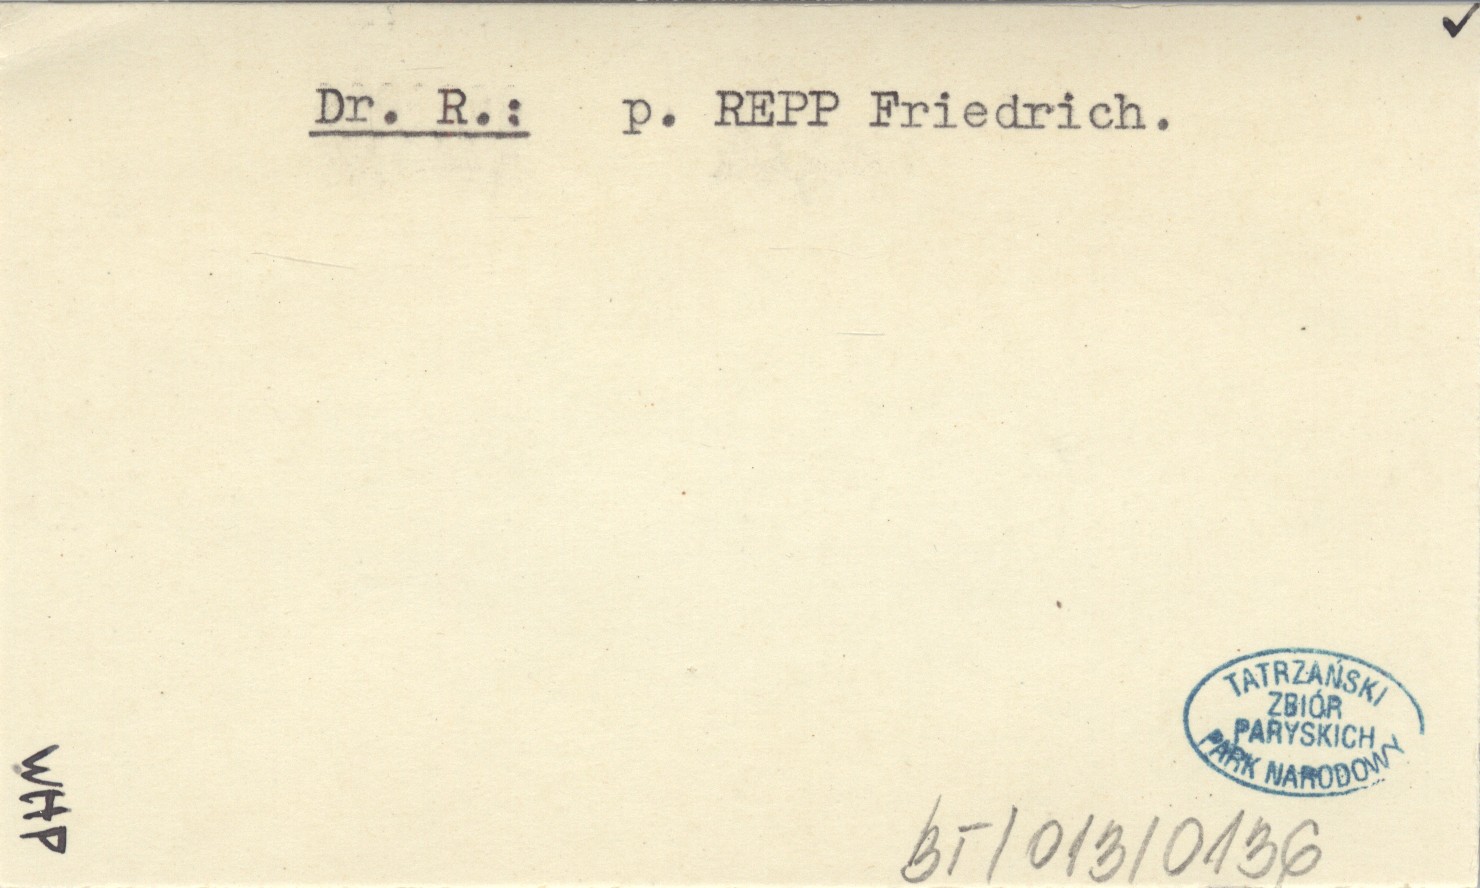 ✓
Dr. R.: p. REPP Friedrich.
TATRZAŃSKI
ZBIÓR
PARYSKICH
PARK NARODOWY
WHP
BT/013/0136